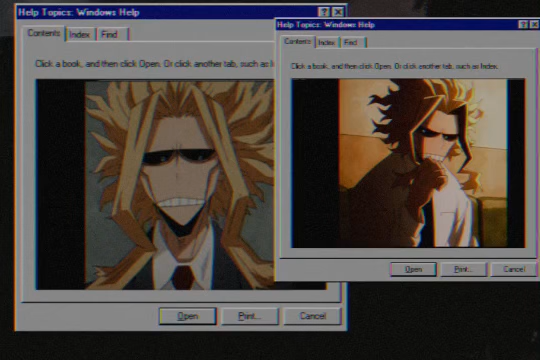 Help Topics: Windows Help
Contents
Index
Find
Click a book, and then click Open. Or click another tab, such as
Open
Print...
Cancel
Help Topics: Windows Help
Contents
Index
Find
Click a book, and then click Open. Or click another tab, such as Index.
Open
Print...
Cancel